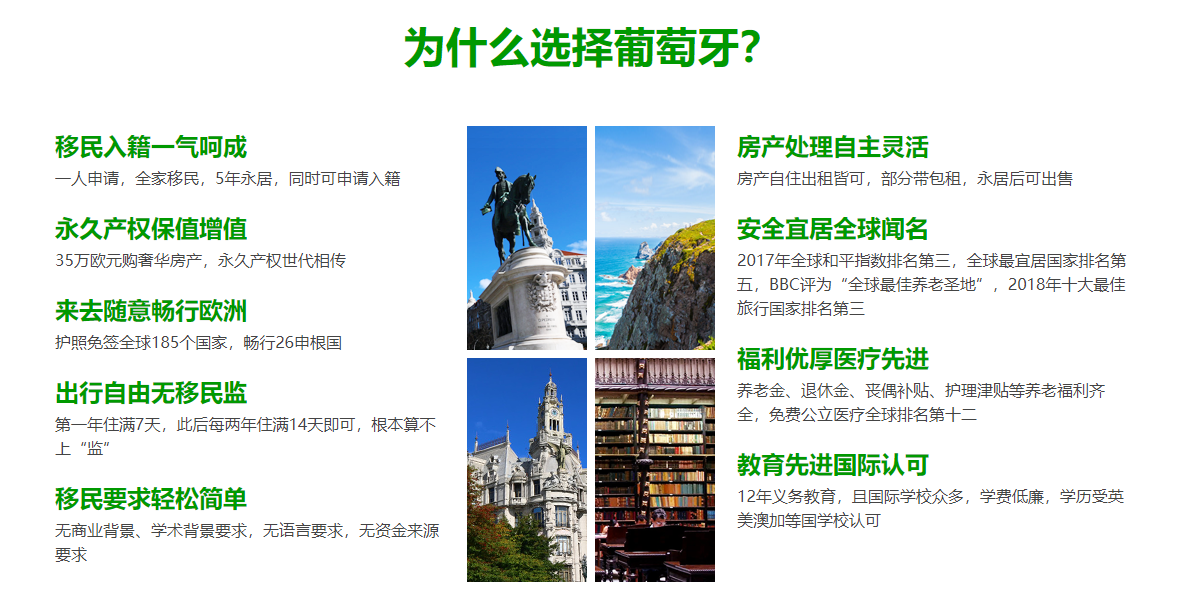 为什么选择葡萄牙?
移民入籍一气呵成
一人申请，全家移民，5年永居，同时可申请入籍
永久产权保值增值
35万欧元购奢华房产，永久产权世代相传
来去随意畅行欧洲
护照免签全球185个国家，畅行26申根国
出行自由无移民监
第一年住满7天，此后每两年住满14天即可，根本算不
上“监”
移民要求轻松简单
无商业背景、学术背景要求，无语言要求，无资金来源
要求
房产处理自主灵活
房产自住出租皆可，部分带包租，永居后可出售
安全宜居全球闻名
2017年全球和平指数排名第三，全球最宜居国家排名第
五，BBC评为“全球最佳养老圣地”，2018年十大最佳
旅行国家排名第三
福利优厚医疗先进
养老金、退休金、丧偶补贴、护理津贴等养老福利齐
全，免费公立医疗全球排名第十二
教育先进国际认可
12年义务教育，且国际学校众多，学费低廉，学历受英
美澳加等国学校认可